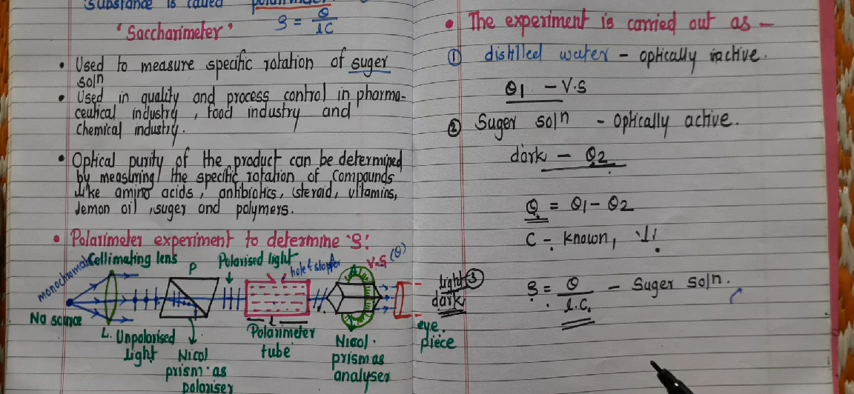 substance is called polarimeter
'Saccharimeter'
S = θ / lC
• Used to measure specific rotation of suger
soln
• Used in quality and process control in pharma-
ceutical industry, food industry and
chemical industry.
• Optical purity of the product can be determined
by measuring the specific rotation of compounds
like amino acids, antibiotics, steroid, vitamins,
lemon oil, suger and polymers.
• Polarimeter experiment to determine 'S'.
monochromatic
Collimating lens
P
Polarised light
hole & stopper
V.S (θ)
A
Na source
L.
Unpolarised
light
Nicol
prism as
polariser
L
Polarimeter
tube
Nicol
prism as
analyser
light
dark
eye
piece
• The experiment is carried out as —
① distilled water – optically inactive.
θ1 – V.S
② Suger soln – optically active.
dark – θ2
θ = θ1 – θ2
C – known, 'l'
③ S = θ / l.C. – Suger soln.